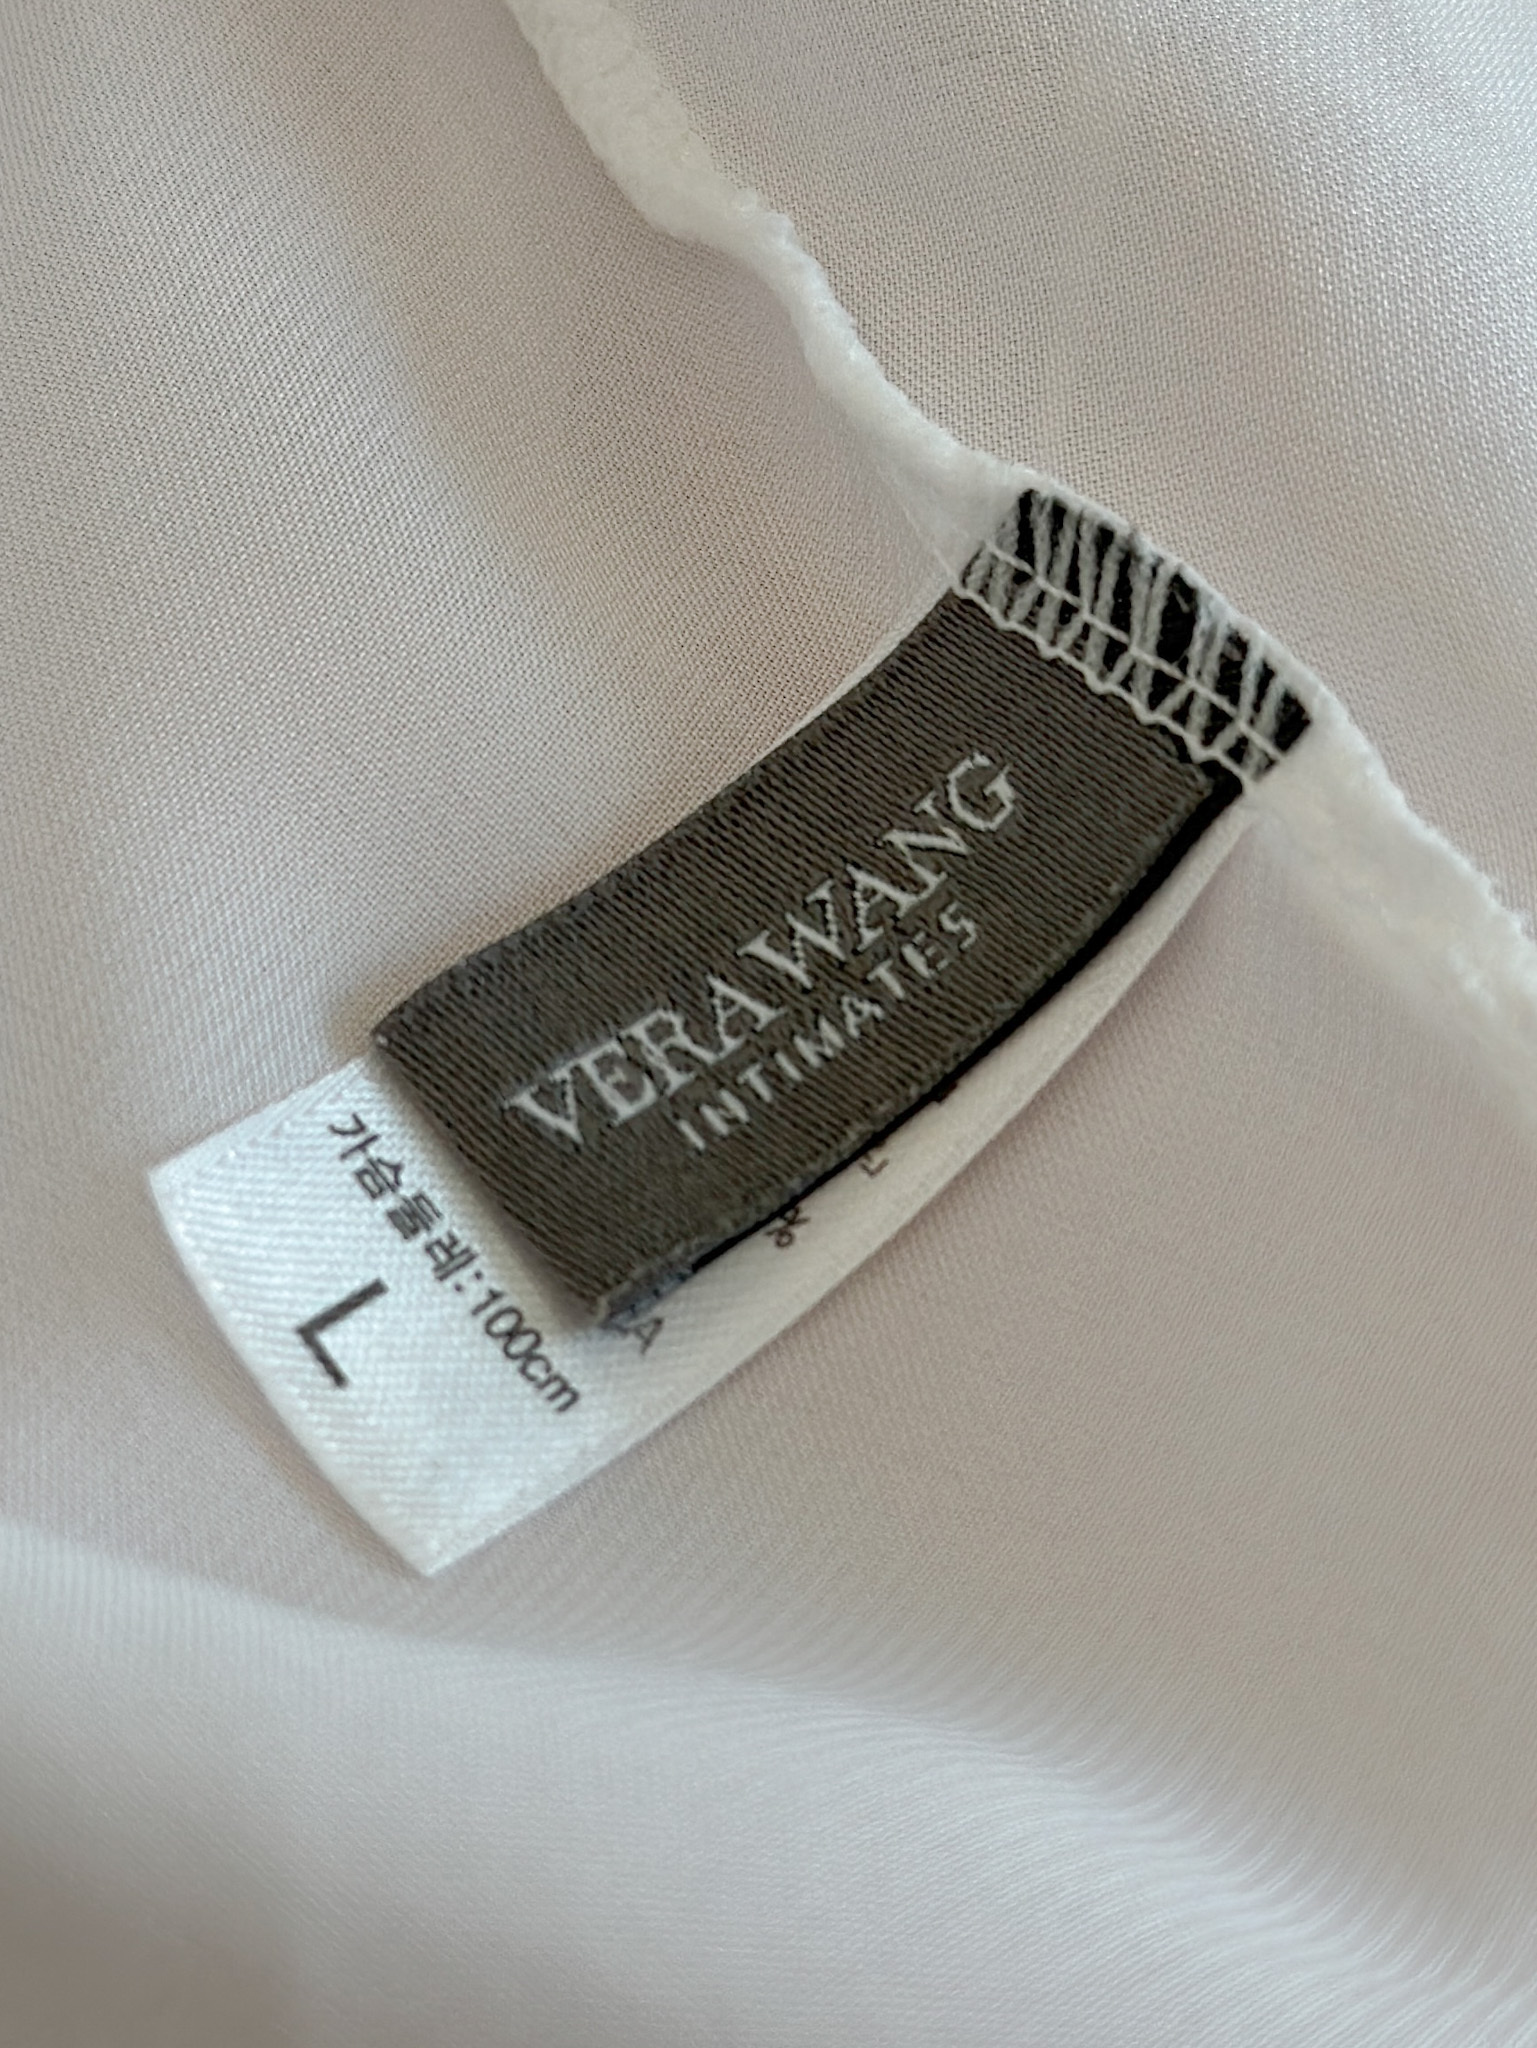 VERA WANG
INTIMATES
가슴둘레:100cm
L
%